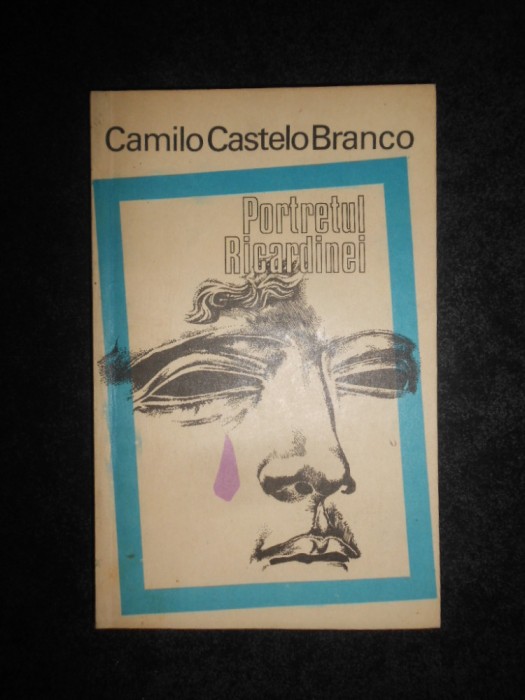 Camilo Castelo Branco
Portretul
Ricardinei